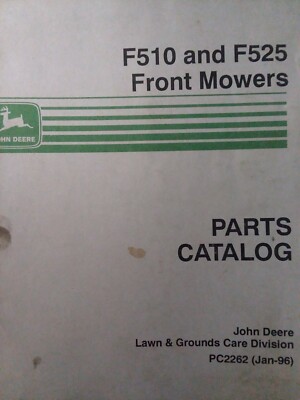 F510 and F525
Front Mowers
JOHN DEERE
PARTS
CATALOG
John Deere
Lawn & Grounds Care Division
PC2262 (Jan-96)